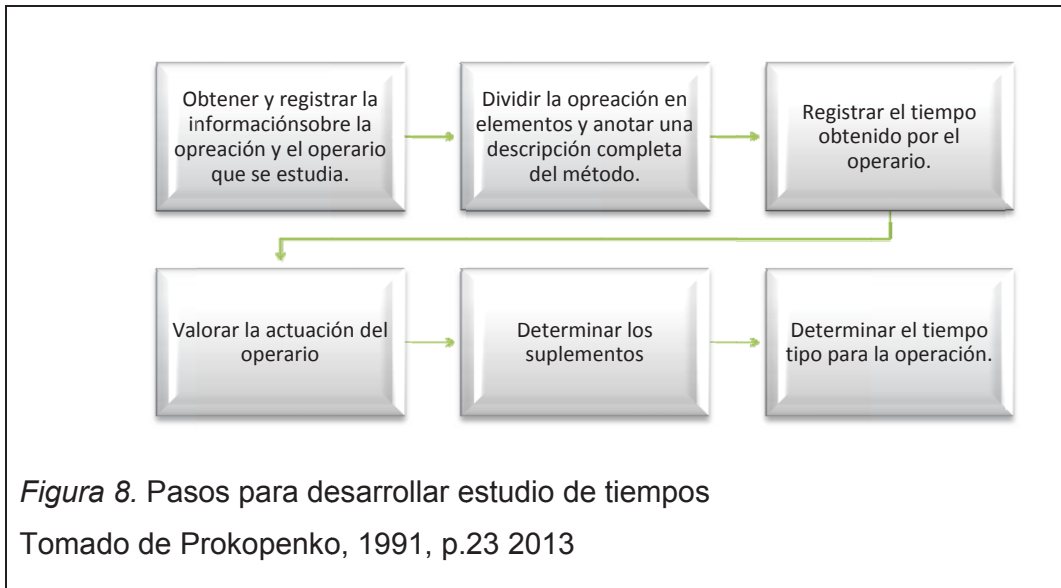 Obtener y registrar la
informaciónsobre la
opreación y el operario
que se estudia.
Dividir la opreación en
elementos y anotar una
descripción completa
del método.
Registrar el tiempo
obtenido por el
operario.
Valorar la actuación del
operario
Determinar los
suplementos
Determinar el tiempo
tipo para la operación.
Figura 8. Pasos para desarrollar estudio de tiempos
Tomado de Prokopenko, 1991, p.23 2013